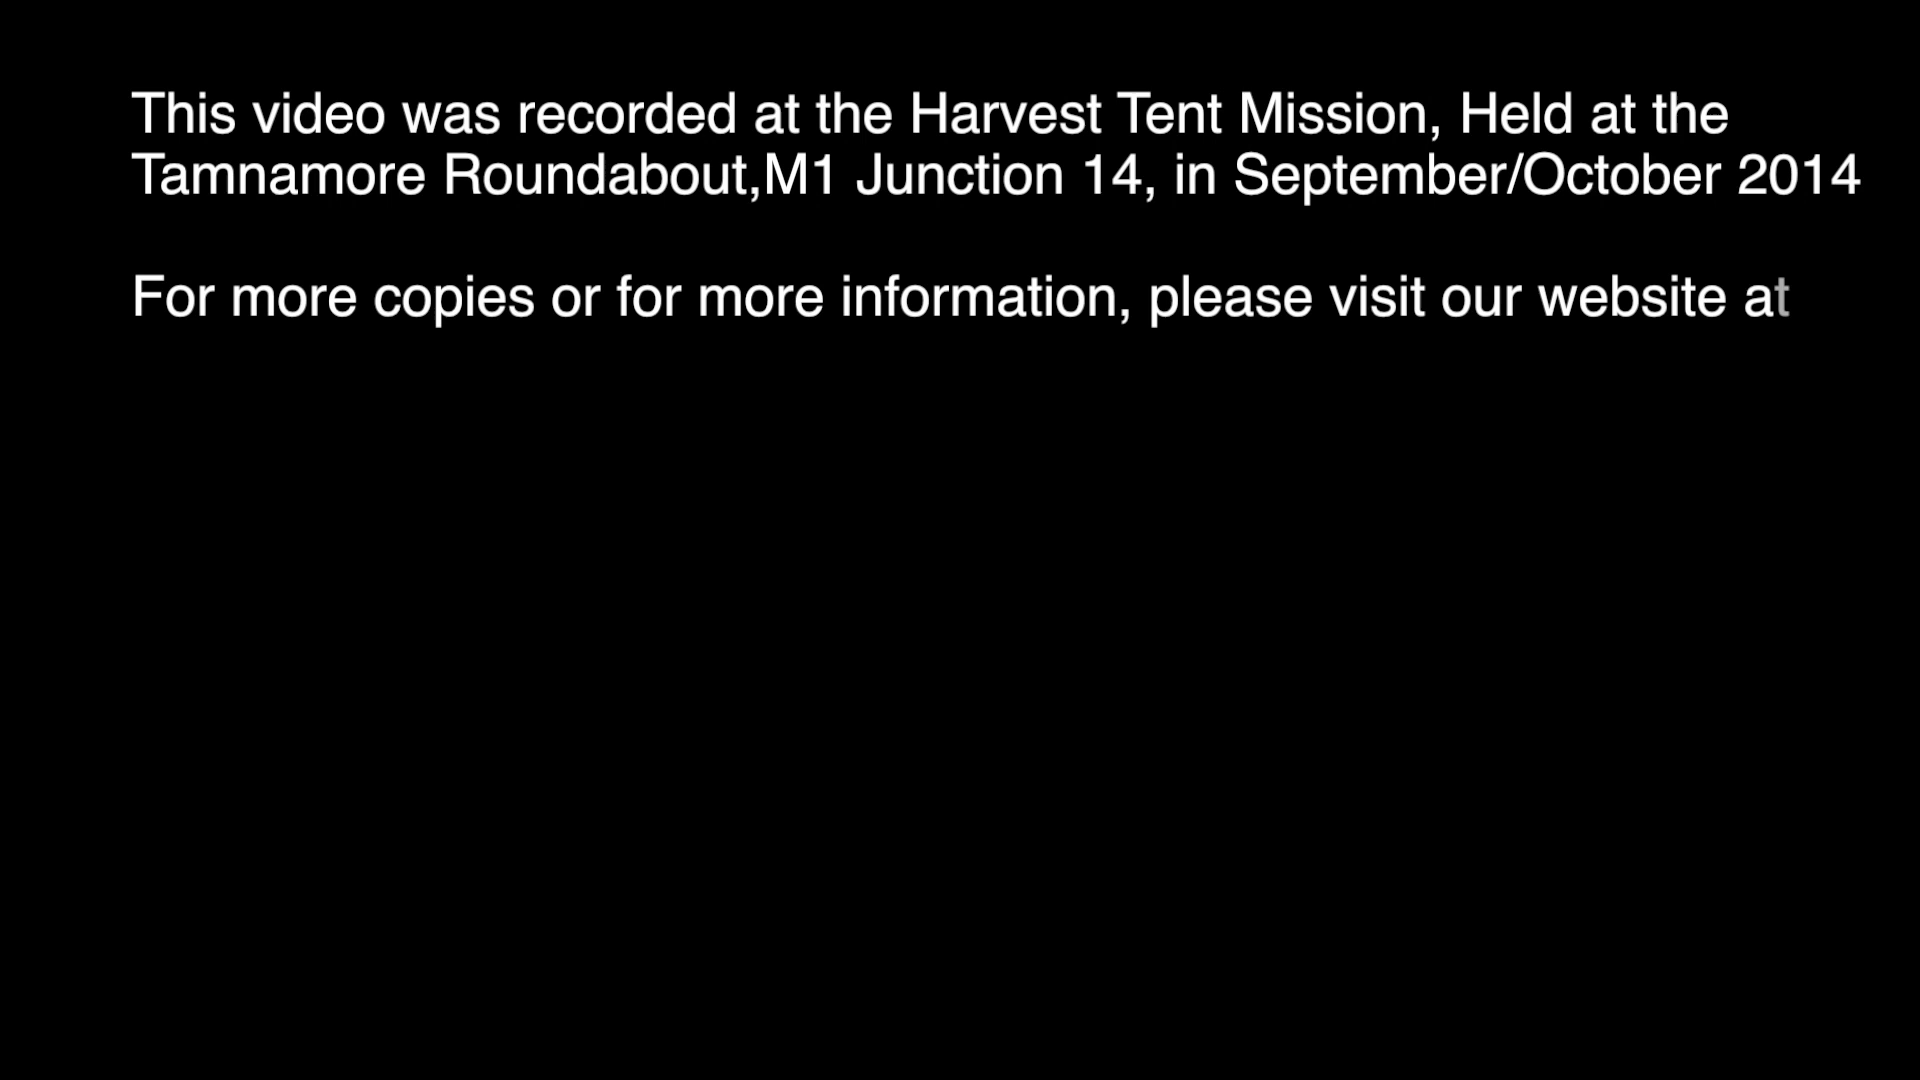 This video was recorded at the Harvest Tent Mission, Held at the
Tamnamore Roundabout,M1 Junction 14, in September/October 2014
For more copies or for more information, please visit our website at